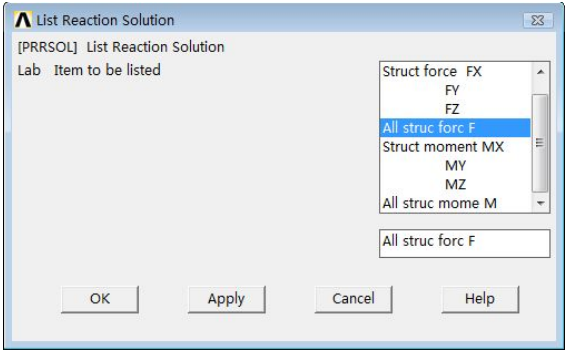 List Reaction Solution
[PRRSOL] List Reaction Solution
Lab Item to be listed
Struct force FX
FY
FZ
All struc forc F
Struct moment MX
MY
MZ
All struc mome M
All struc forc F
OK Apply Cancel Help